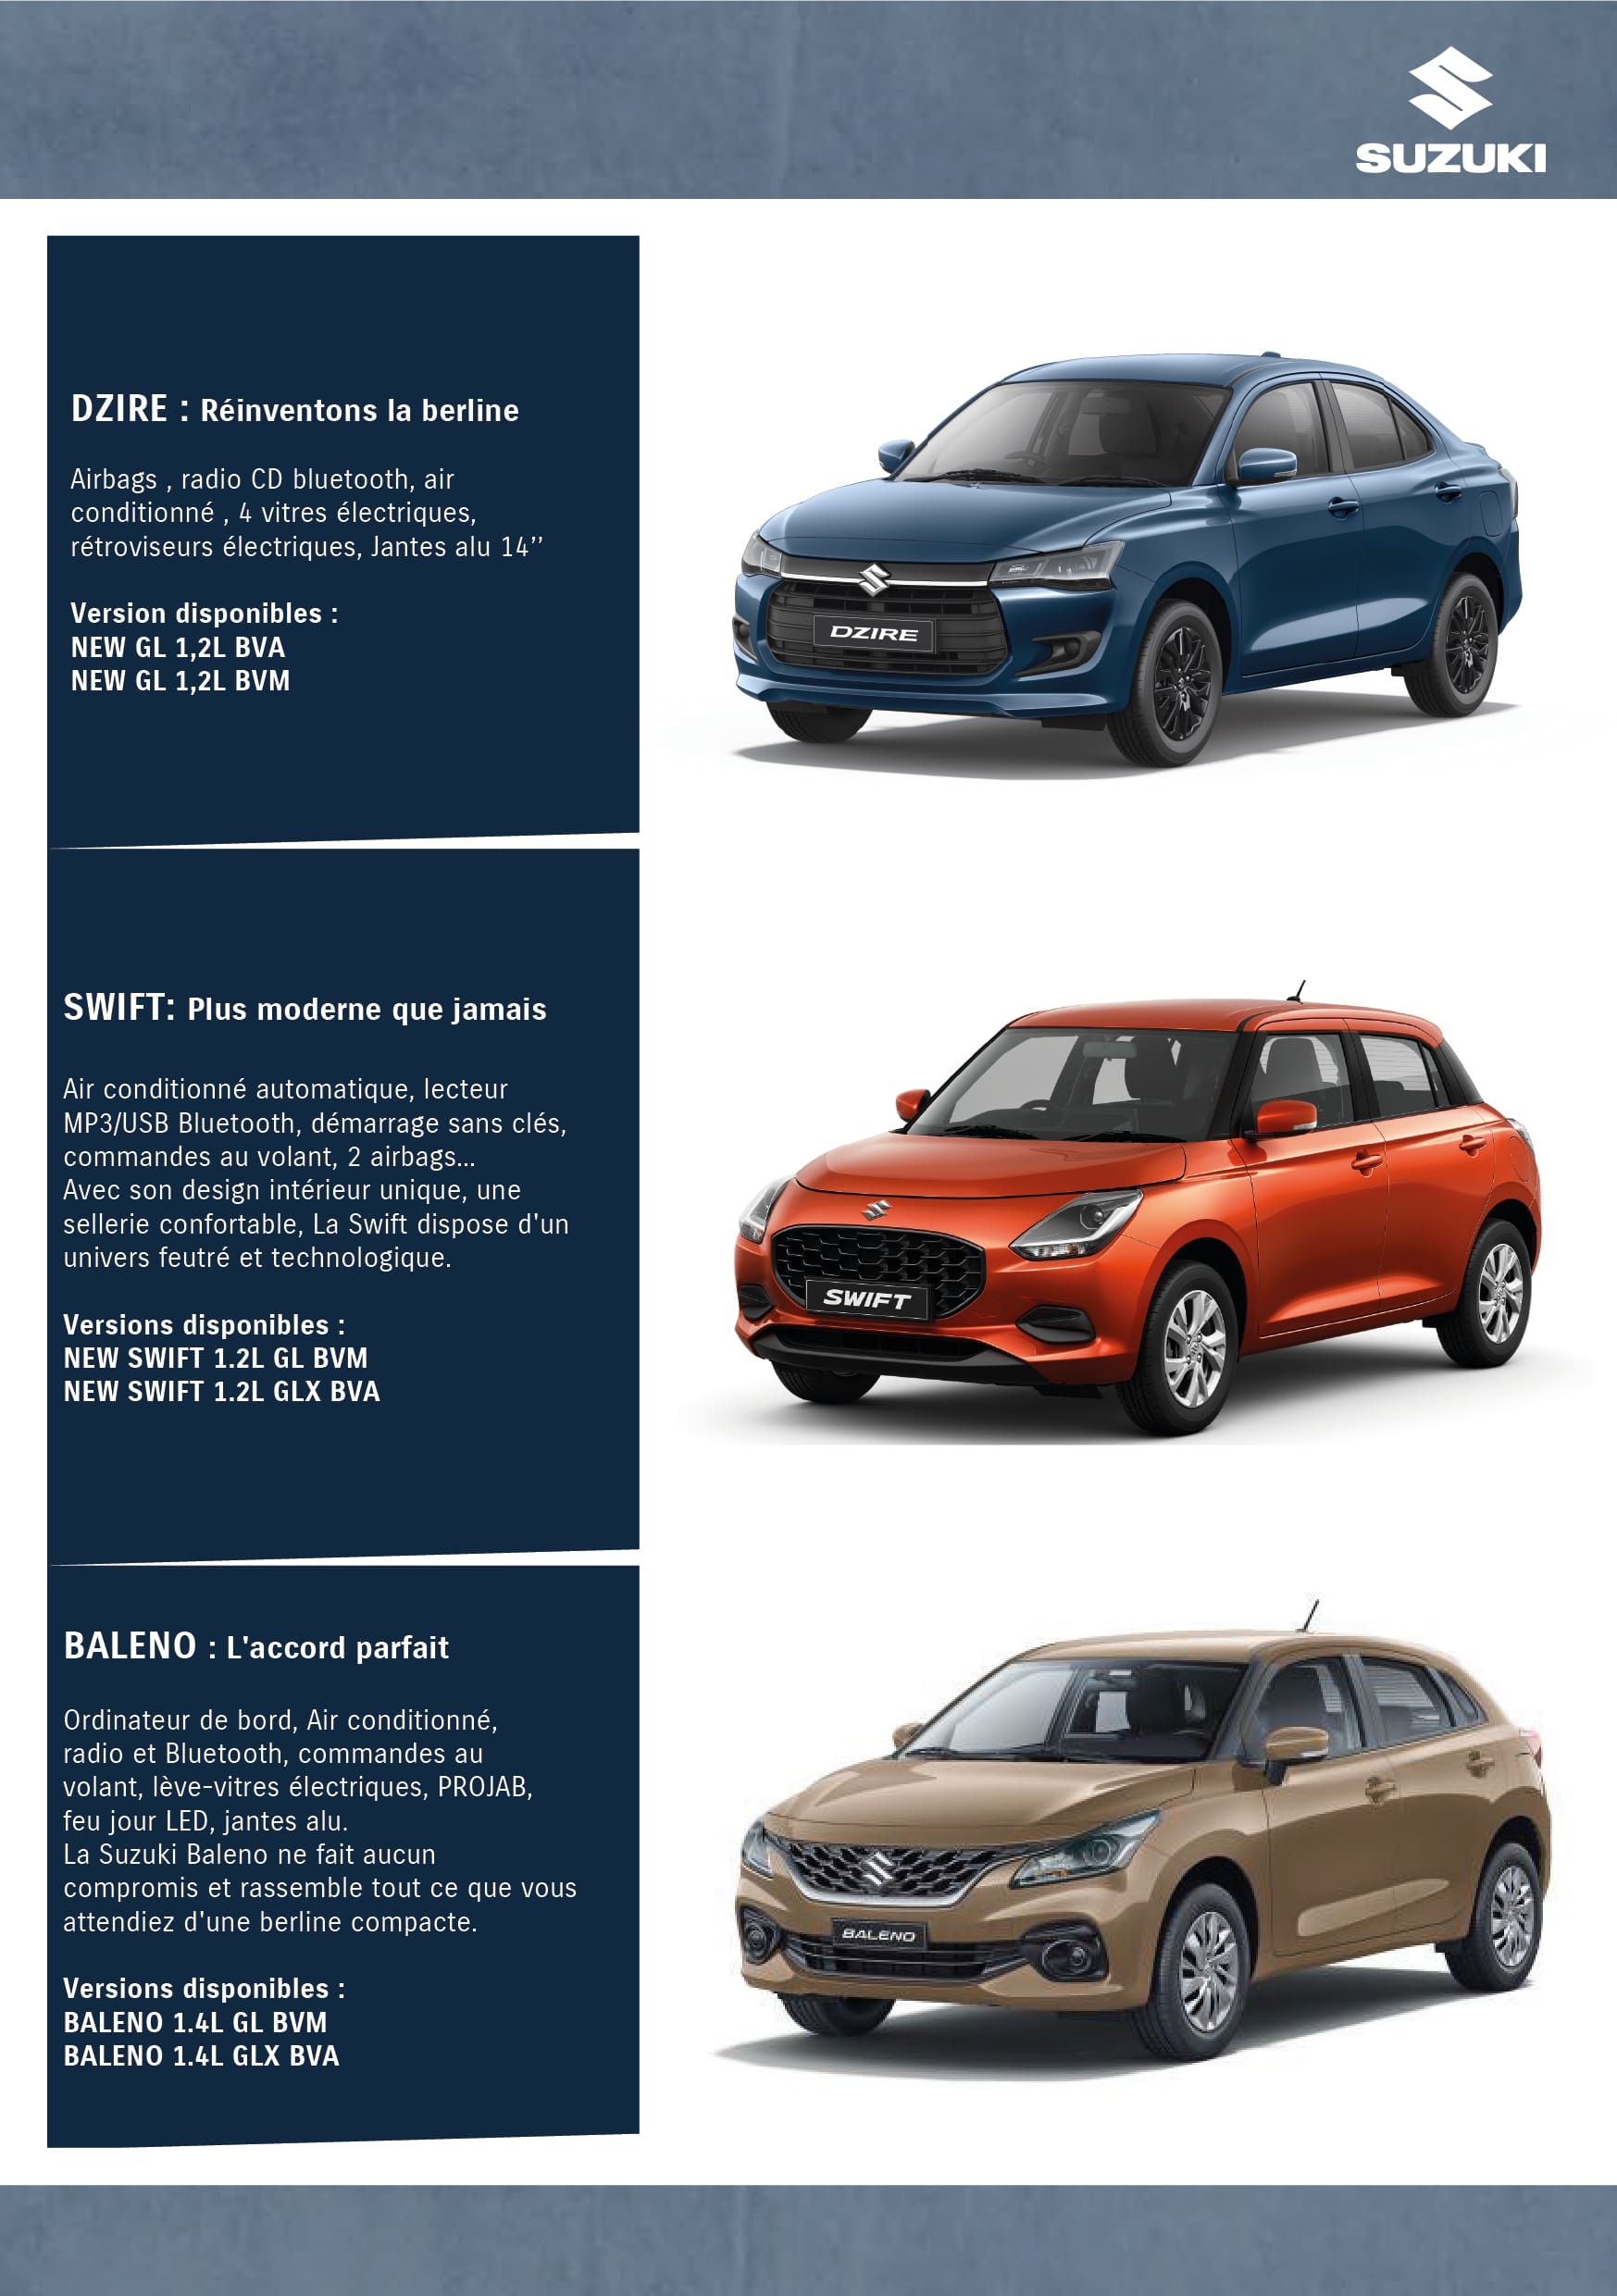 SUZUKI
DZIRE : Réinventons la berline
Airbags , radio CD bluetooth, air
conditionné , 4 vitres électriques,
rétroviseurs électriques, Jantes alu 14’’
Version disponibles :
NEW GL 1,2L BVA
NEW GL 1,2L BVM
DZIRE
SWIFT: Plus moderne que jamais
Air conditionné automatique, lecteur
MP3/USB Bluetooth, démarrage sans clés,
commandes au volant, 2 airbags...
Avec son design intérieur unique, une
sellerie confortable, La Swift dispose d'un
univers feutré et technologique.
Versions disponibles :
NEW SWIFT 1.2L GL BVM
NEW SWIFT 1.2L GLX BVA
SWIFT
BALENO : L'accord parfait
Ordinateur de bord, Air conditionné,
radio et Bluetooth, commandes au
volant, lève-vitres électriques, PROJAB,
feu jour LED, jantes alu.
La Suzuki Baleno ne fait aucun
compromis et rassemble tout ce que vous
attendiez d'une berline compacte.
Versions disponibles :
BALENO 1.4L GL BVM
BALENO 1.4L GLX BVA
BALENO